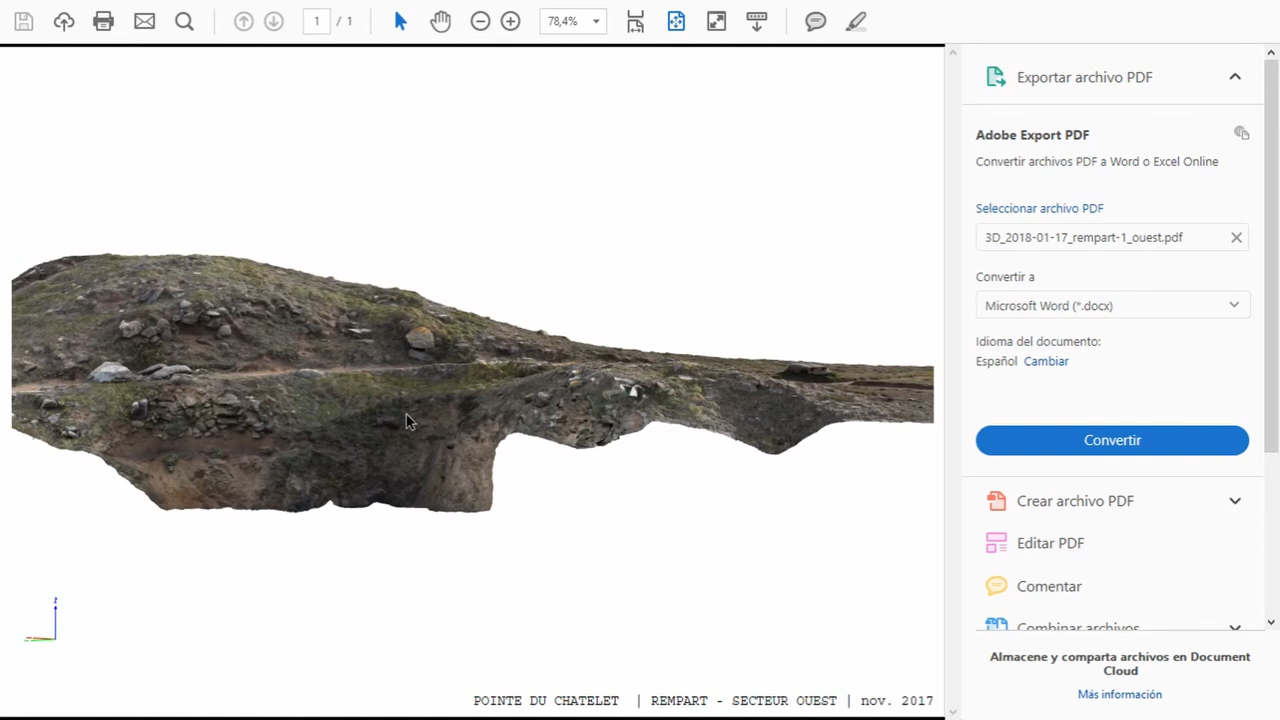 1 / 1
78,4%
Exportar archivo PDF
Adobe Export PDF
Convertir archivos PDF a Word o Excel Online
Seleccionar archivo PDF
3D_2018-01-17_rempart-1_ouest.pdf
Convertir a
Microsoft Word (*.docx)
Idioma del documento:
Español Cambiar
Convertir
Crear archivo PDF
Editar PDF
Comentar
Combinar archivos
Almacene y comparta archivos en Document
Cloud
Más información
z
POINTE DU CHATELET | REMPART - SECTEUR OUEST | nov. 2017